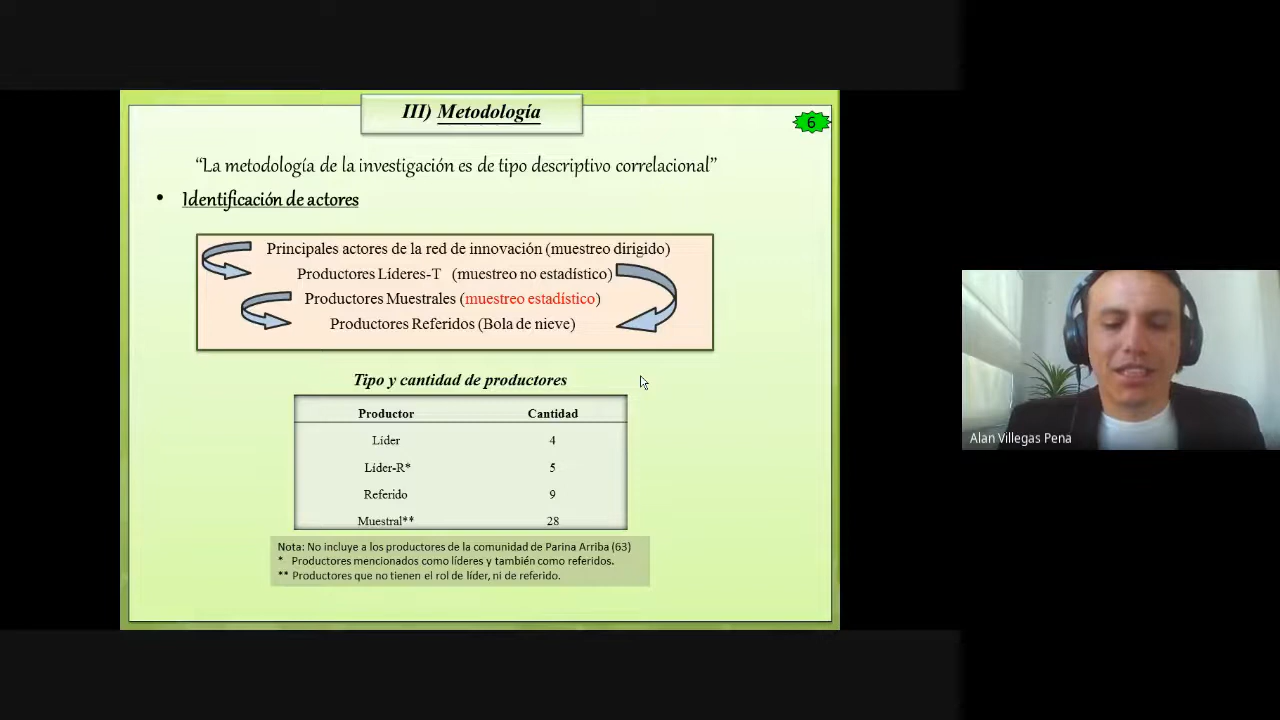 III) Metodología
6
“La metodología de la investigación es de tipo descriptivo correlacional”
• Identificación de actores
Principales actores de la red de innovación (muestreo dirigido)
Productores Líderes-T (muestreo no estadístico)
Productores Muestrales (muestreo estadístico)
Productores Referidos (Bola de nieve)
Tipo y cantidad de productores
Productor Cantidad
Líder 4
Líder-R* 5
Referido 9
Muestral** 28
Nota: No incluye a los productores de la comunidad de Parina Arriba (63)
* Productores mencionados como líderes y también como referidos.
** Productores que no tienen el rol de líder, ni de referido.
Alan Villegas Pena